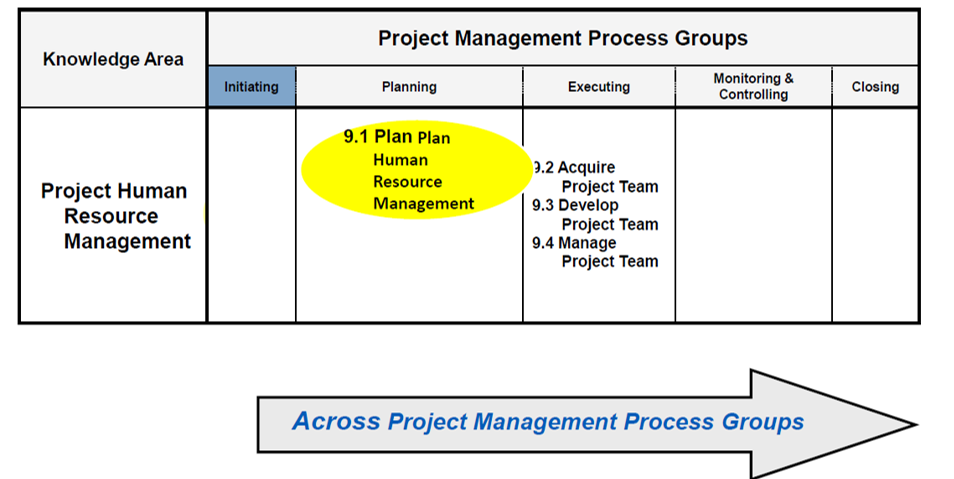 Knowledge Area
Project Management Process Groups
Initiating
Planning
Executing
Monitoring &
Controlling
Closing
Project Human
Resource
Management
9.1 Plan Plan
Human
Resource
Management
9.2 Acquire
Project Team
9.3 Develop
Project Team
9.4 Manage
Project Team
Across Project Management Process Groups